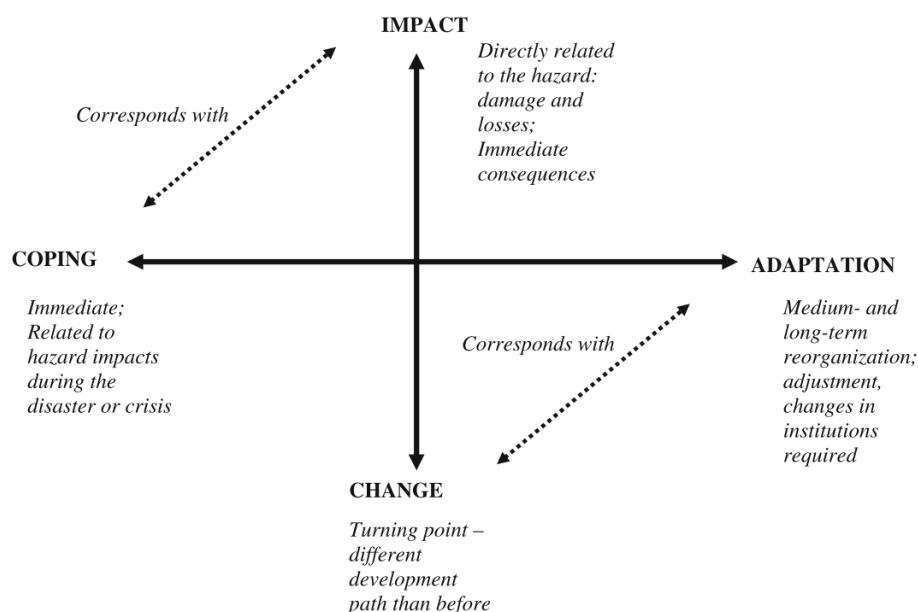 IMPACT
Directly related
to the hazard:
damage and
losses;
Immediate
consequences
Corresponds with
COPING
Immediate;
Related to
hazard impacts
during the
disaster or crisis
ADAPTATION
Medium- and
long-term
reorganization;
adjustment,
changes in
institutions
required
Corresponds with
CHANGE
Turning point –
different
development
path than before